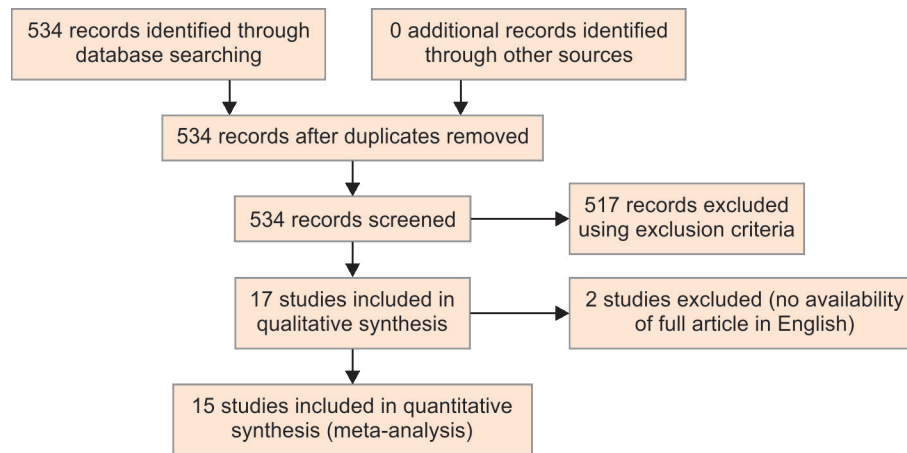 534 records identified through
database searching
0 additional records identified
through other sources
534 records after duplicates removed
534 records screened
517 records excluded
using exclusion criteria
17 studies included in
qualitative synthesis
2 studies excluded (no availability
of full article in English)
15 studies included in quantitative
synthesis (meta-analysis)